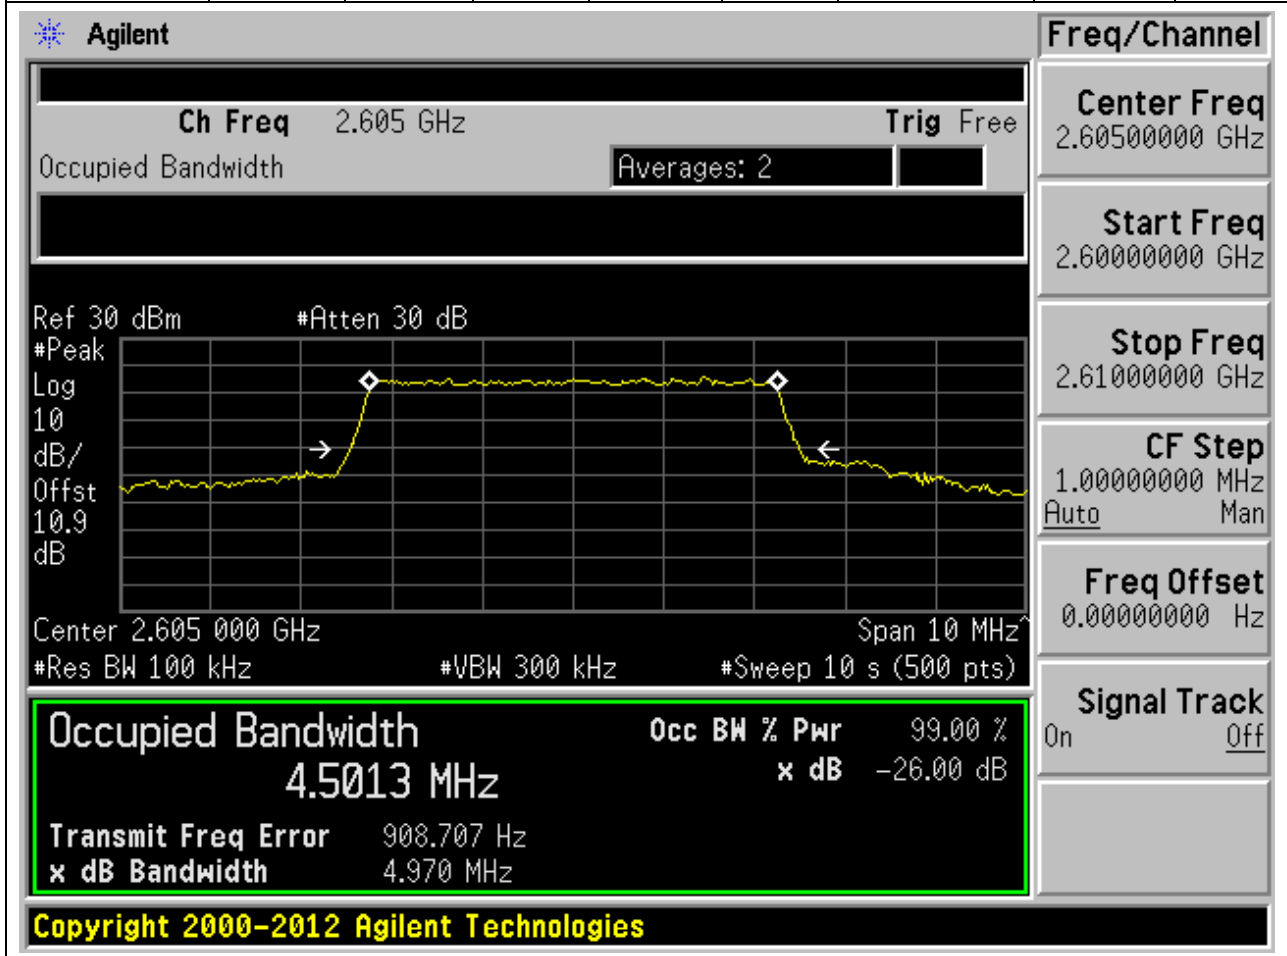 Agilent
Freq/Channel
Ch Freq 2.605 GHz Trig Free
Occupied Bandwidth Averages: 2
Center Freq
2.60500000 GHz
Start Freq
2.60000000 GHz
Stop Freq
2.61000000 GHz
CF Step
1.00000000 MHz
Auto Man
Freq Offset
0.00000000 Hz
Signal Track
On Off
Ref 30 dBm #Atten 30 dB
#Peak
Log
10
dB/
Offst
10.9
dB
Center 2.605 000 GHz Span 10 MHz^
#Res BW 100 kHz #VBW 300 kHz #Sweep 10 s (500 pts)
Occupied Bandwidth Occ BW % Pwr 99.00 %
4.5013 MHz x dB -26.00 dB
Transmit Freq Error 908.707 Hz
x dB Bandwidth 4.970 MHz
Copyright 2000-2012 Agilent Technologies